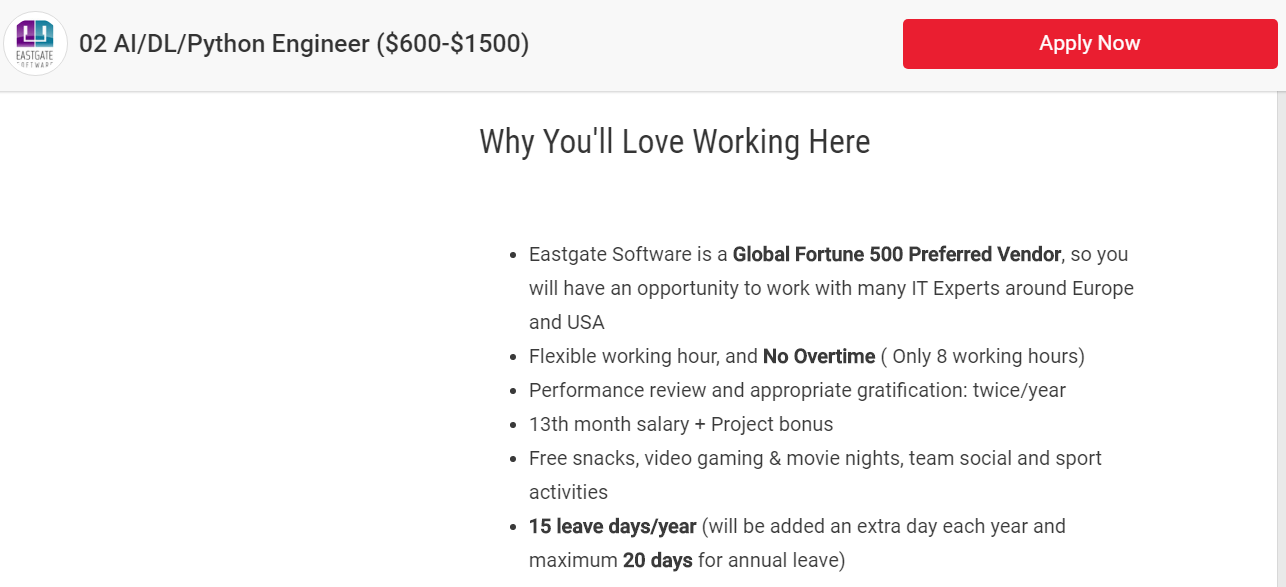 EASTGATE
SOFTWARE
02 AI/DL/Python Engineer ($600-$1500)
Apply Now
Why You'll Love Working Here
• Eastgate Software is a Global Fortune 500 Preferred Vendor, so you
will have an opportunity to work with many IT Experts around Europe
and USA
• Flexible working hour, and No Overtime ( Only 8 working hours)
• Performance review and appropriate gratification: twice/year
• 13th month salary + Project bonus
• Free snacks, video gaming & movie nights, team social and sport
activities
• 15 leave days/year (will be added an extra day each year and
maximum 20 days for annual leave)